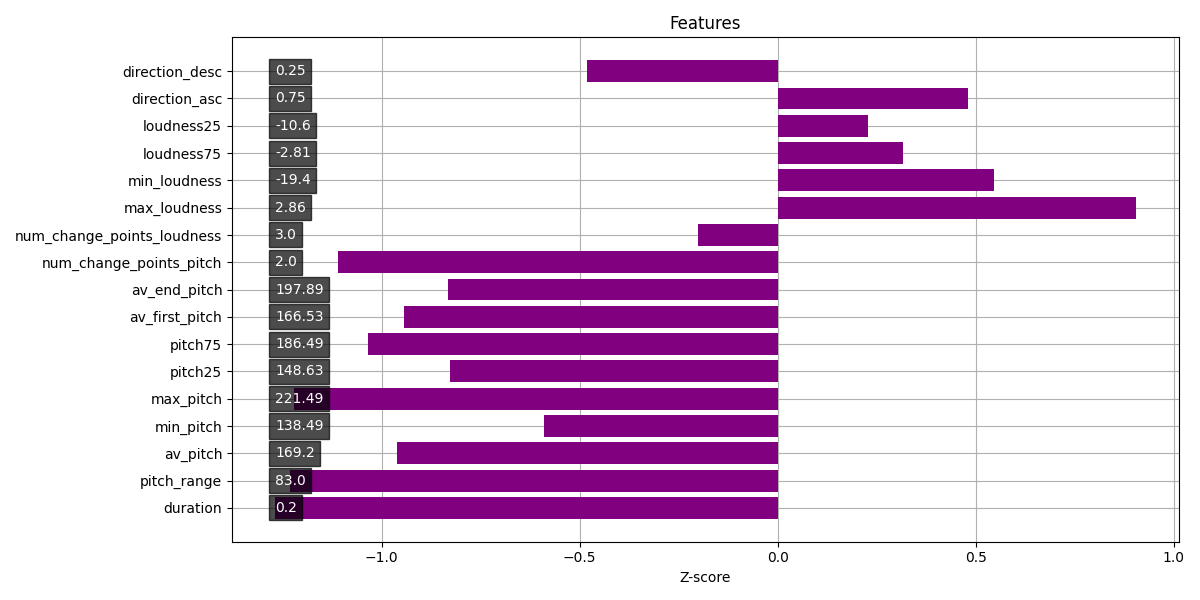 Features
direction_desc 0.25
direction_asc 0.75
loudness25 -10.6
loudness75 -2.81
min_loudness -19.4
max_loudness 2.86
num_change_points_loudness 3.0
num_change_points_pitch 2.0
av_end_pitch 197.89
av_first_pitch 166.53
pitch75 186.49
pitch25 148.63
max_pitch 221.49
min_pitch 138.49
av_pitch 169.2
pitch_range 83.0
duration 0.2
−1.0 −0.5 0.0 0.5 1.0
Z-score